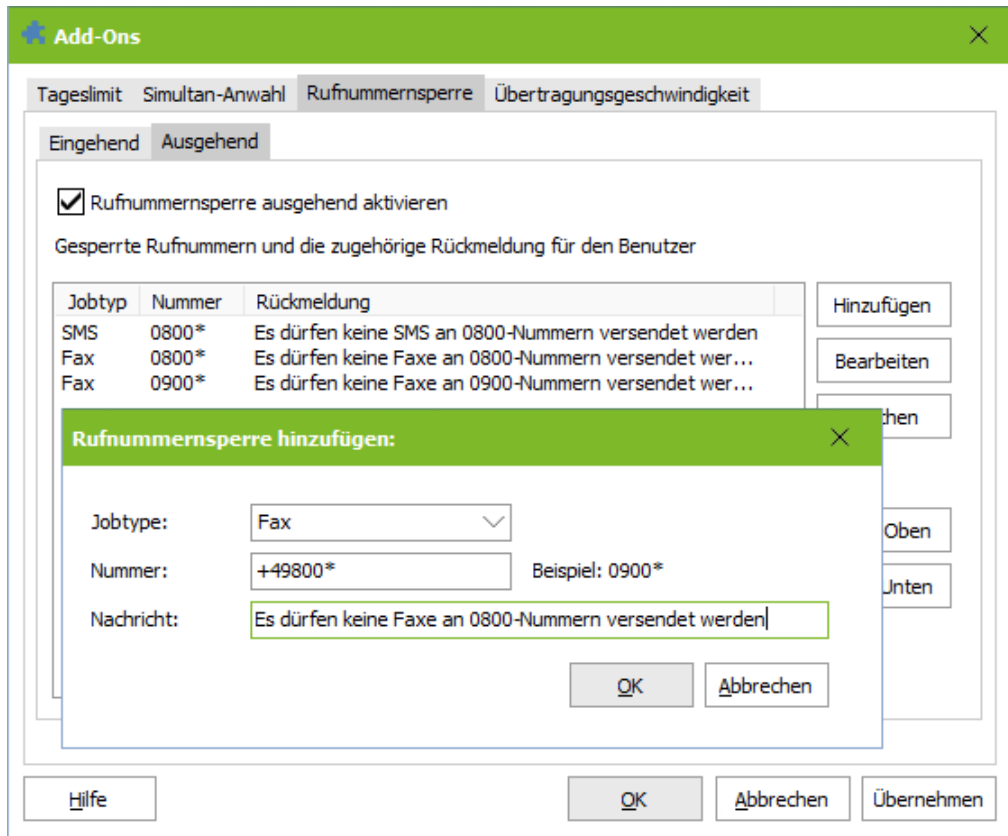 Add-Ons
Tageslimit Simultan-Anwahl Rufnummernsperre Übertragungsgeschwindigkeit
Eingehend Ausgehend
Rufnummernsperre ausgehend aktivieren
Gesperrte Rufnummern und die zugehörige Rückmeldung für den Benutzer
Jobtyp Nummer Rückmeldung
Hinzufügen
SMS 0800* Es dürfen keine SMS an 0800-Nummern versendet werden
Fax 0800* Es dürfen keine Faxe an 0800-Nummern versendet wer...
Bearbeiten
Fax 0900* Es dürfen keine Faxe an 0900-Nummern versendet wer...
chen
Rufnummernsperre hinzufügen:
Jobtype: Fax
Oben
Nummer: +49800* Beispiel: 0900*
Unten
Nachricht: Es dürfen keine Faxe an 0800-Nummern versendet werden
OK Abbrechen
Hilfe OK Abbrechen Übernehmen